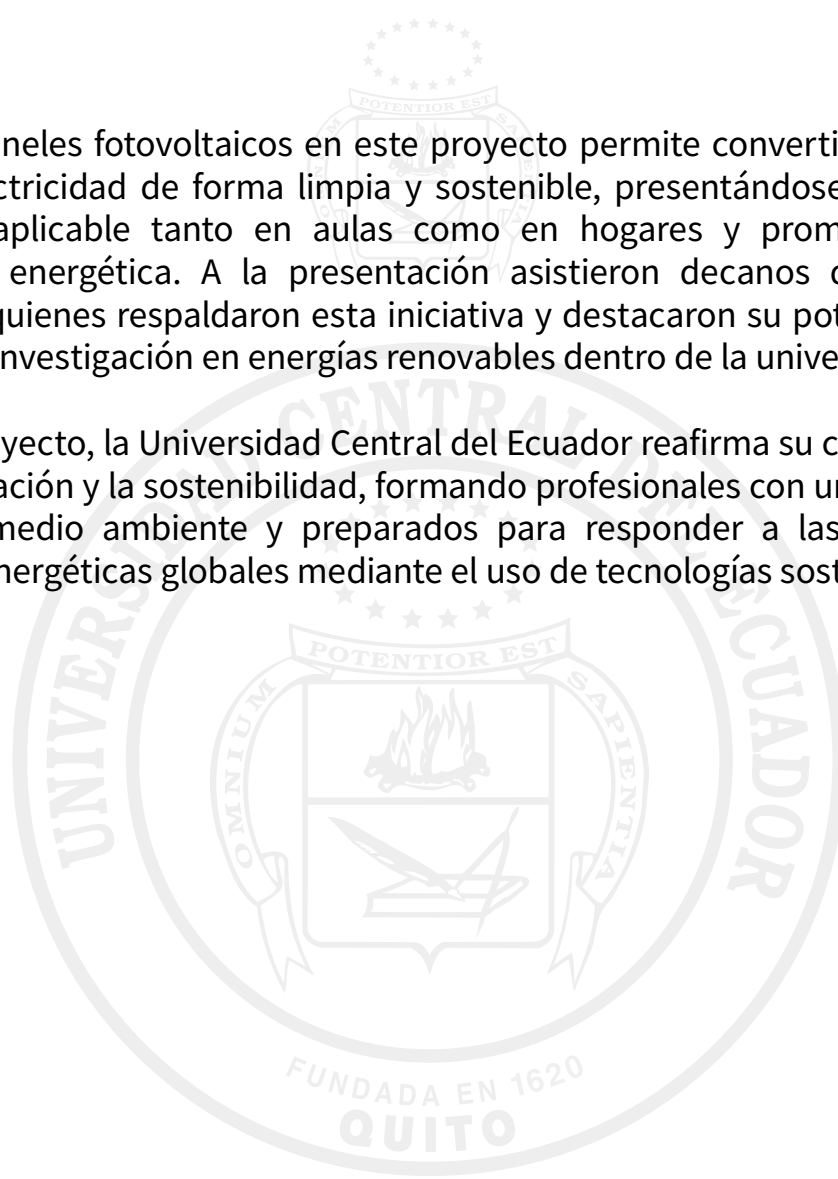 POTENTIOR EST
neles fotovoltaicos en este proyecto permite converti
ctricidad de forma limpia y sostenible, presentándose
aplicable tanto en aulas como en hogares y prom
energética. A la presentación asistieron decanos
quienes respaldaron esta iniciativa y destacaron su pot
nvestigación en energías renovables dentro de la unive
yecto, la Universidad Central del Ecuador reafirma su c
ación y la sostenibilidad, formando profesionales con un
medio ambiente y preparados para responder a las
nergéticas globales mediante el uso de tecnologías sost
UNIVERSIDAD CENTRAL DEL ECUADOR
OMNIUM POTENTIOR EST SAPIENTIA
FUNDADA EN 1620
QUITO